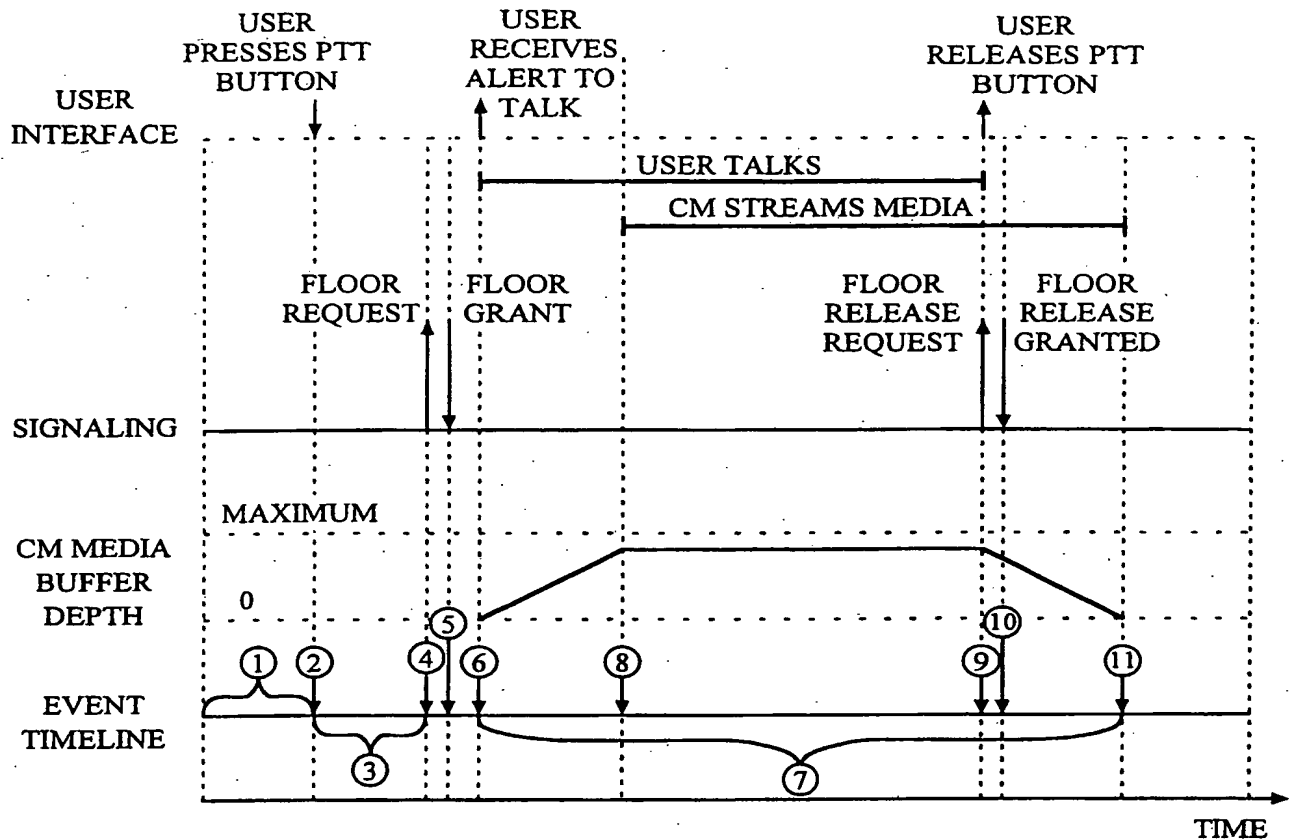 USER
PRESSES PTT
BUTTON
USER
RECEIVES
ALERT TO
TALK
USER
RELEASES PTT
BUTTON
USER
INTERFACE
USER TALKS
CM STREAMS MEDIA
FLOOR
REQUEST
FLOOR
GRANT
FLOOR
RELEASE
REQUEST
FLOOR
RELEASE
GRANTED
SIGNALING
MAXIMUM
CM MEDIA
BUFFER
DEPTH
0
5
10
1
2
4
6
8
9
11
EVENT
TIMELINE
3
7
TIME